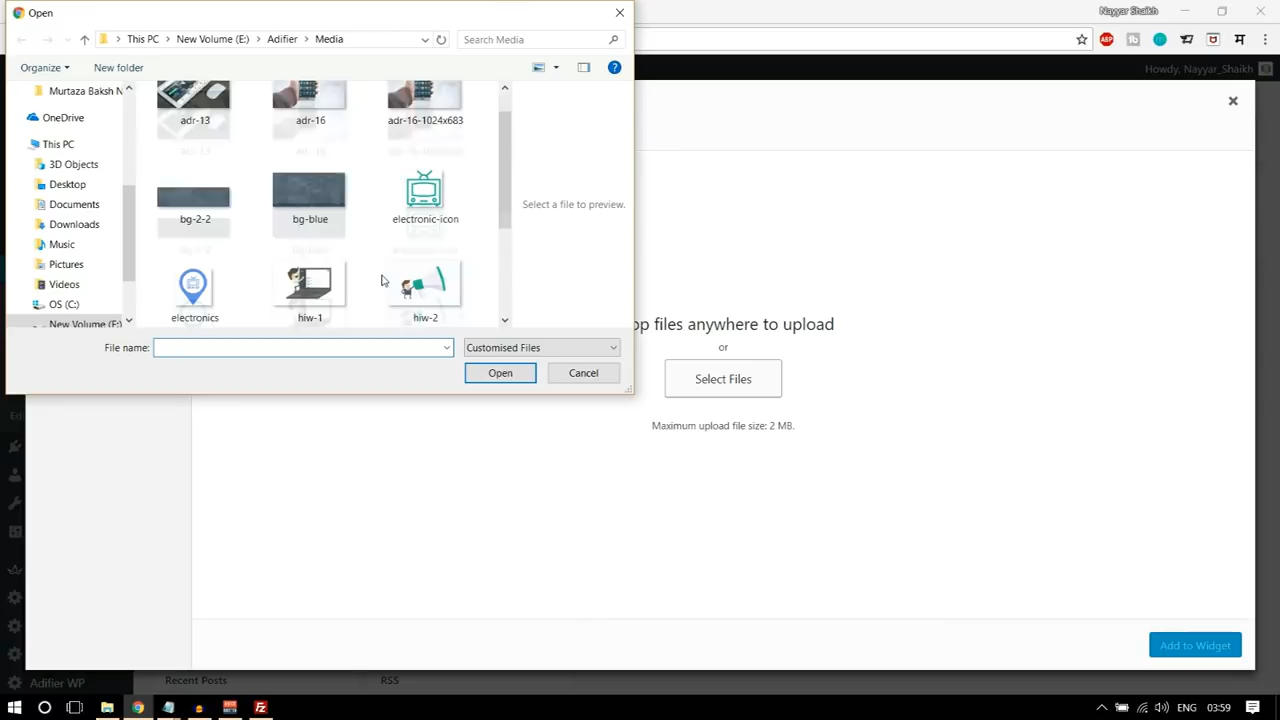 Open
Nayyar Shaikh
This PC > New Volume (E:) > Adifier > Media
Search Media
Organize
New folder
Murtaza Baksh N
OneDrive
This PC
3D Objects
Desktop
Documents
Downloads
Music
Pictures
Videos
OS (C:)
New Volume (E:)
adr-13
adr-16
adr-16-1024x683
bg-2-2
bg-blue
electronic-icon
electronics
hiw-1
hiw-2
Select a file to preview.
File name:
Customised Files
Open
Cancel
ABP
Howdy, Nayyar_Shaikh
op files anywhere to upload
or
Select Files
Maximum upload file size: 2 MB.
Add to Widget
Ed
Adifier WP
Recent Posts
RSS
ENG
03:59